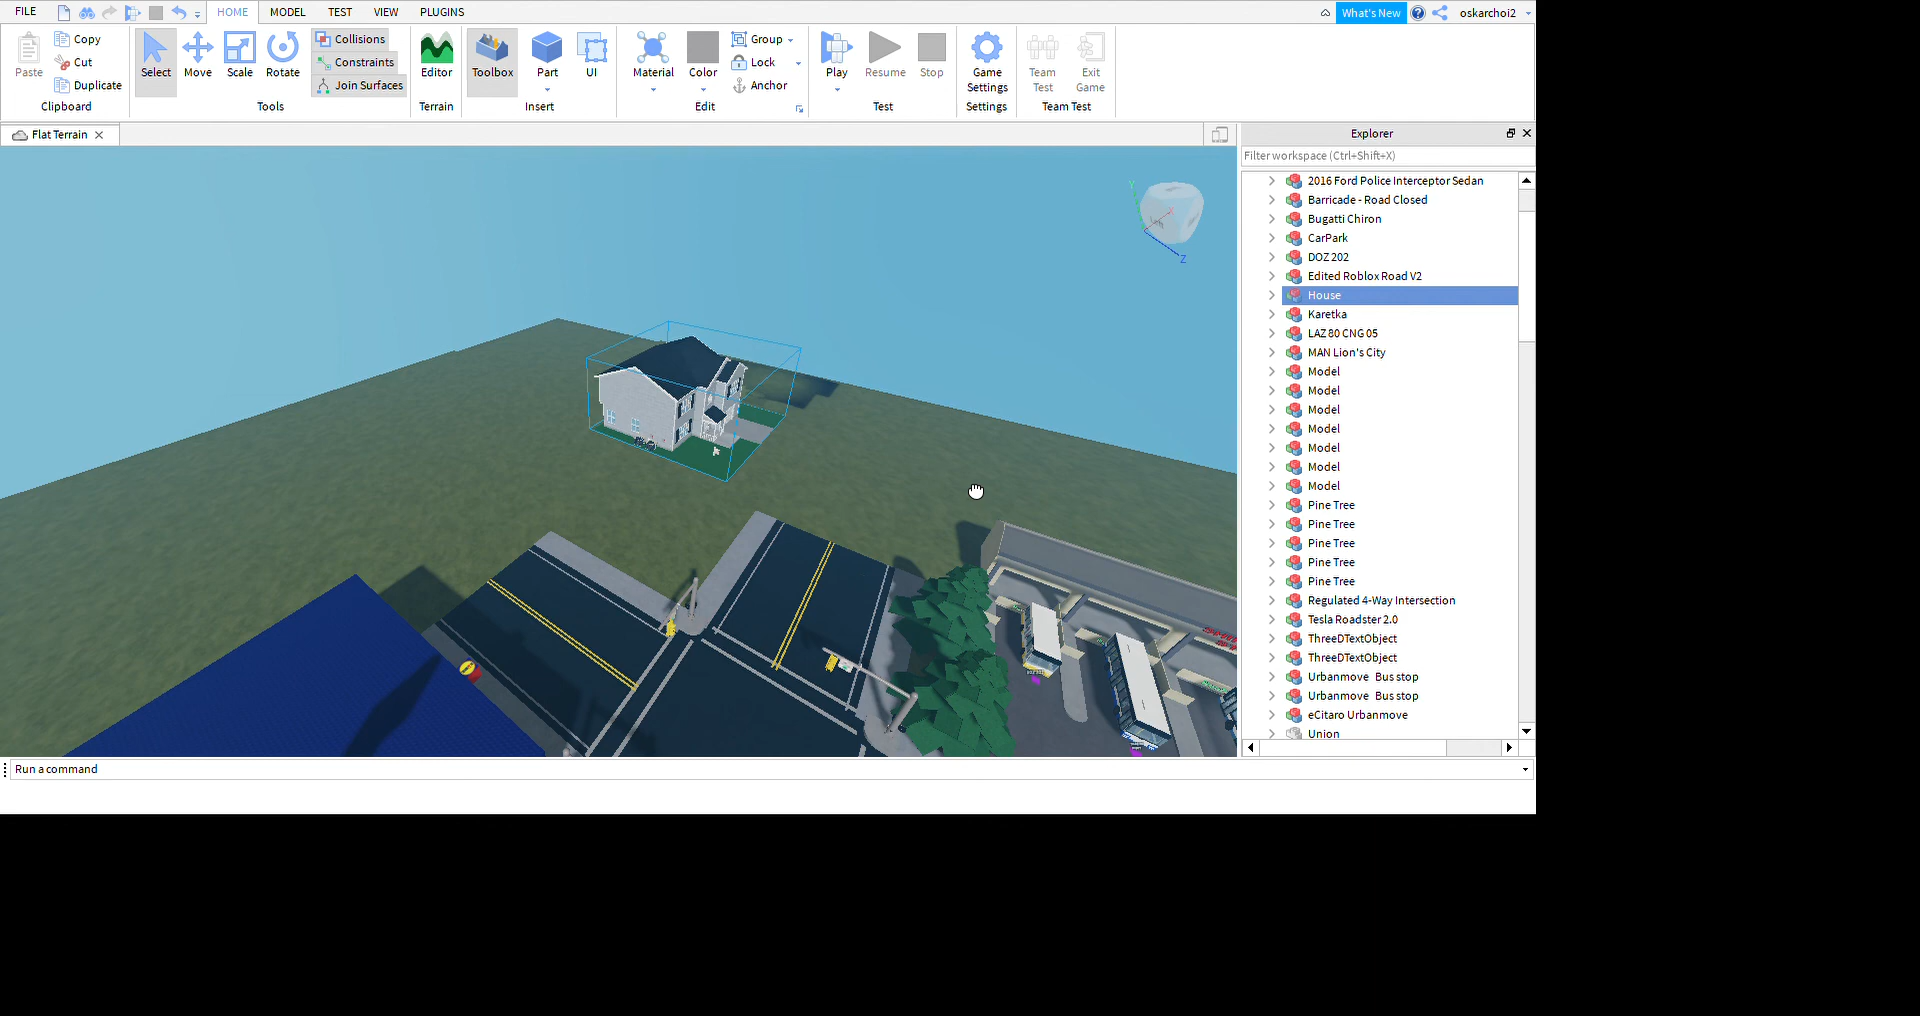 FILE HOME MODEL TEST VIEW PLUGINS What's New oskarchoi2
Paste Copy Cut Duplicate
Clipboard
Select Move Scale Rotate Collisions Constraints Join Surfaces
Tools
Editor
Terrain
Toolbox Part UI
Insert
Material Color Group Lock Anchor
Edit
Play Resume Stop
Test
Game Settings
Settings
Team Test Exit Game
Team Test
Flat Terrain
Explorer
Filter workspace (Ctrl+Shift+X)
2016 Ford Police Interceptor Sedan
Barricade - Road Closed
Bugatti Chiron
CarPark
DOZ 202
Edited Roblox Road V2
House
Karetka
LAZ 80 CNG 05
MAN Lion's City
Model
Model
Model
Model
Model
Model
Model
Pine Tree
Pine Tree
Pine Tree
Pine Tree
Pine Tree
Regulated 4-Way Intersection
Tesla Roadster 2.0
ThreeDTextObject
ThreeDTextObject
Urbanmove Bus stop
Urbanmove Bus stop
eCitaro Urbanmove
Union
Y
Z
Run a command